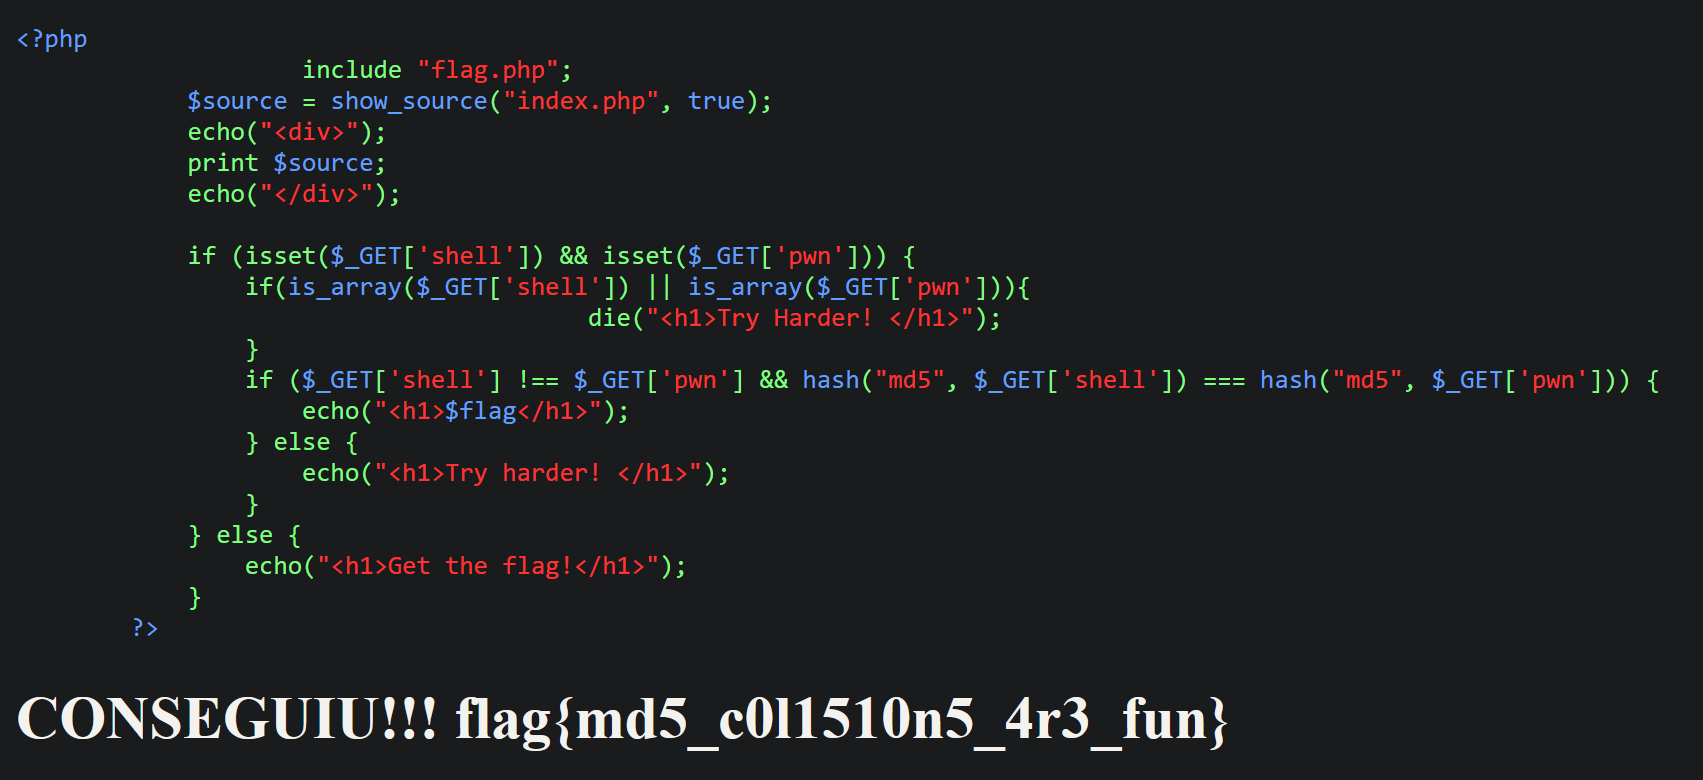 <?php
include "flag.php";
$source = show_source("index.php", true);
echo("<div>");
print $source;
echo("</div>");
if (isset($_GET['shell']) && isset($_GET['pwn'])) {
if(is_array($_GET['shell']) || is_array($_GET['pwn'])){
die("<h1>Try Harder! </h1>");
}
if ($_GET['shell'] !== $_GET['pwn'] && hash("md5", $_GET['shell']) === hash("md5", $_GET['pwn'])) {
echo("<h1>$flag</h1>");
} else {
echo("<h1>Try harder! </h1>");
}
} else {
echo("<h1>Get the flag!</h1>");
}
?>
CONSEGUIU!!! flag{md5_c0l1510n5_4r3_fun}